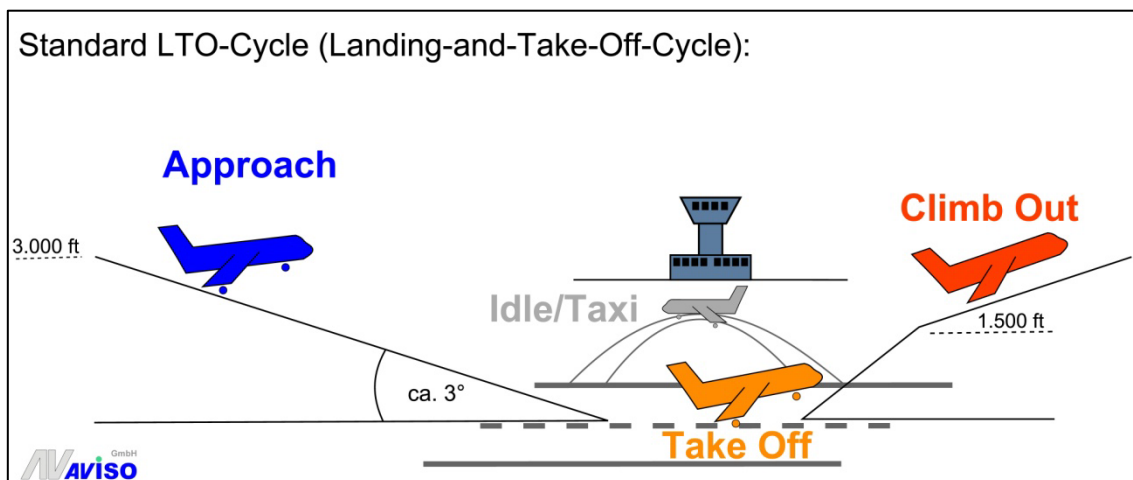 Standard LTO-Cycle (Landing-and-Take-Off-Cycle):
Approach
Climb Out
3.000 ft
Idle/Taxi
1.500 ft
ca. 3°
Take Off
GmbH
AVISO